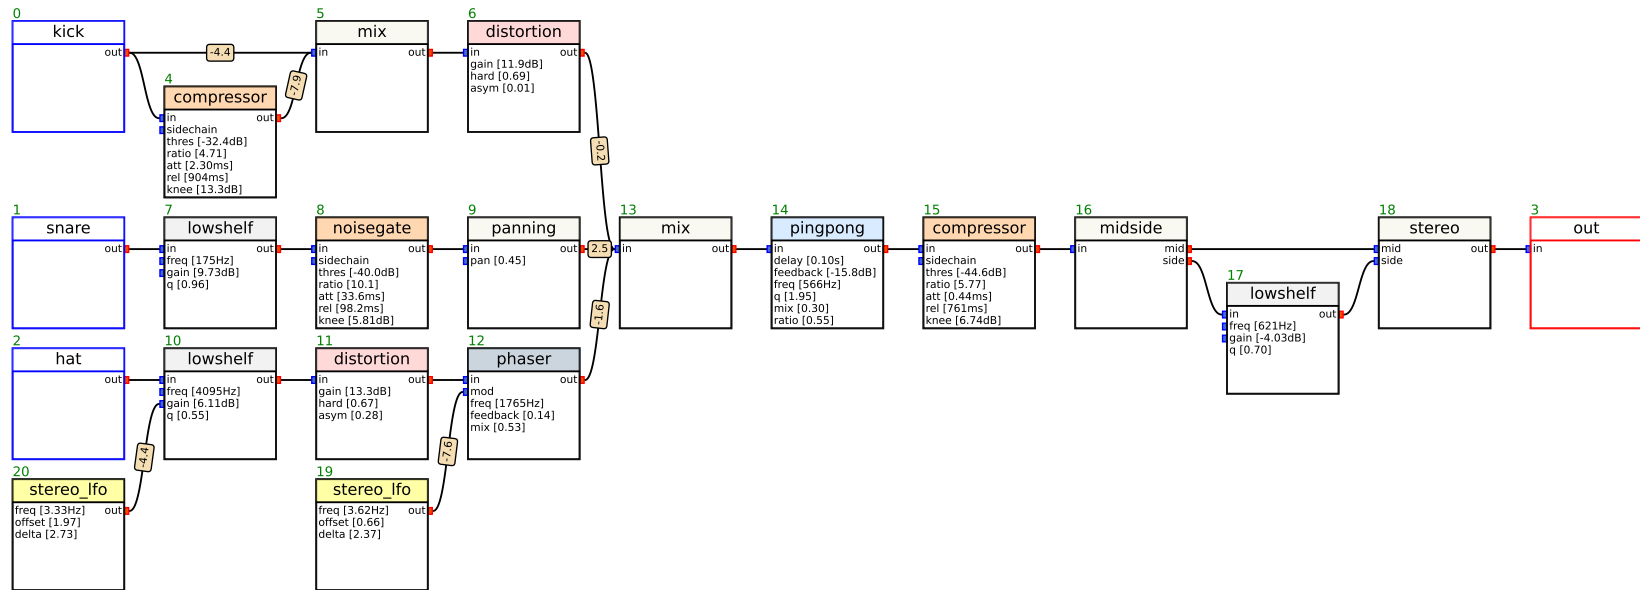 0
kick
out
-4.4
4
compressor
in out
sidechain
thres [-32.4dB]
ratio [4.71]
att [2.30ms]
rel [904ms]
knee [13.3dB]
-7.9
5
mix
in out
6
distortion
in out
gain [11.9dB]
hard [0.69]
asym [0.01]
-0.2
1
snare
out
7
lowshelf
in out
freq [175Hz]
gain [9.73dB]
q [0.96]
8
noisegate
in out
sidechain
thres [-40.0dB]
ratio [10.1]
att [33.6ms]
rel [98.2ms]
knee [5.81dB]
9
panning
in out
pan [0.45]
2.5
13
mix
in out
14
pingpong
in out
delay [0.10s]
feedback [-15.8dB]
freq [566Hz]
q [1.95]
mix [0.30]
ratio [0.55]
15
compressor
in out
sidechain
thres [-44.6dB]
ratio [5.77]
att [0.44ms]
rel [761ms]
knee [6.74dB]
16
midside
in mid
side
17
lowshelf
in out
freq [621Hz]
gain [-4.03dB]
q [0.70]
18
stereo
mid out
side
3
out
in
2
hat
out
10
lowshelf
in out
freq [4095Hz]
gain [6.11dB]
q [0.55]
11
distortion
in out
gain [13.3dB]
hard [0.67]
asym [0.28]
12
phaser
in out
mod
freq [1765Hz]
feedback [0.14]
mix [0.53]
-1.6
20
stereo_lfo
freq [3.33Hz] out
offset [1.97]
delta [2.73]
-4.4
19
stereo_lfo
freq [3.62Hz] out
offset [0.66]
delta [2.37]
-7.6